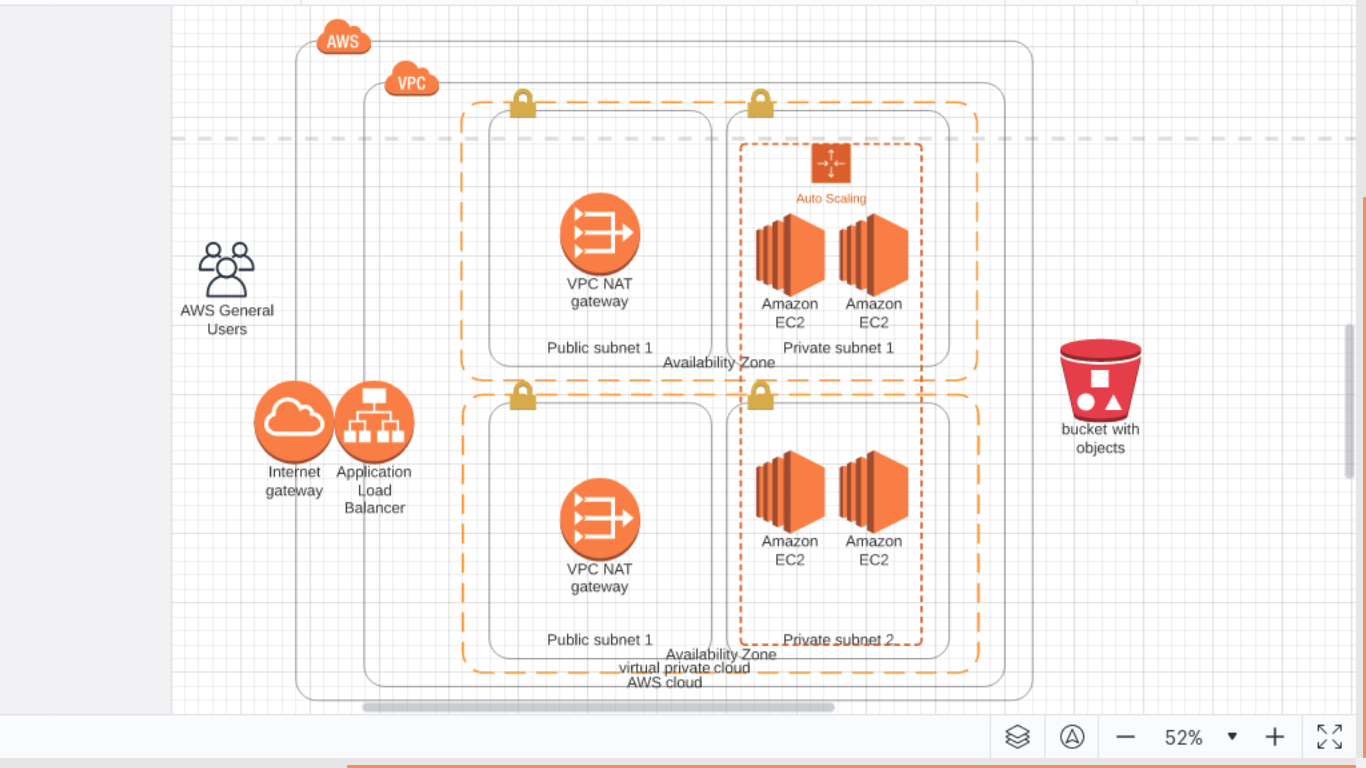 AWS
VPC
Auto Scaling
VPC NAT
gateway
Amazon
EC2
Amazon
EC2
AWS General
Users
Public subnet 1
Private subnet 1
Availability Zone
bucket with
objects
Internet
gateway
Application
Load
Balancer
Amazon
EC2
Amazon
EC2
VPC NAT
gateway
Public subnet 1
Private subnet 2
Availability Zone
virtual private cloud
AWS cloud
52%